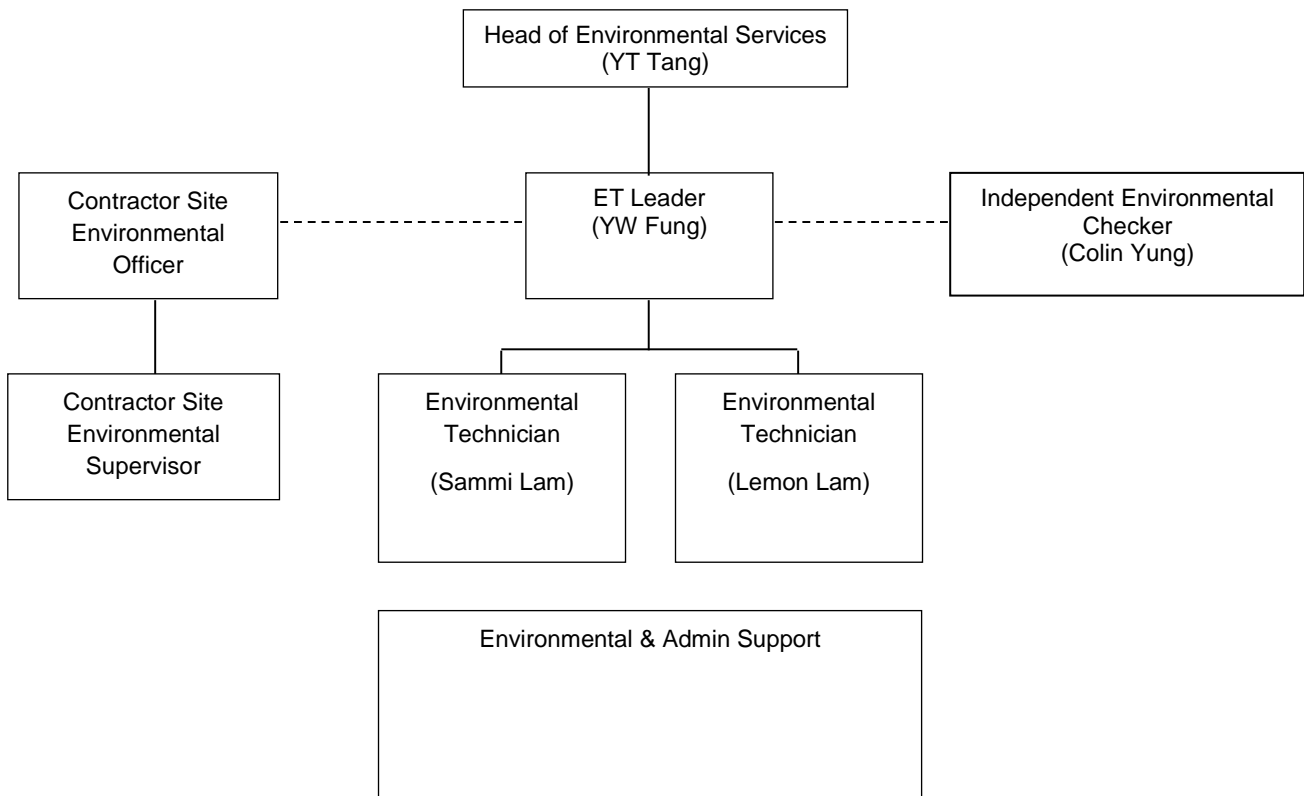 Head of Environmental Services
(YT Tang)
Contractor Site
Environmental
Officer
ET Leader
(YW Fung)
Independent Environmental
Checker
(Colin Yung)
Contractor Site
Environmental
Supervisor
Environmental
Technician
(Sammi Lam)
Environmental
Technician
(Lemon Lam)
Environmental & Admin Support